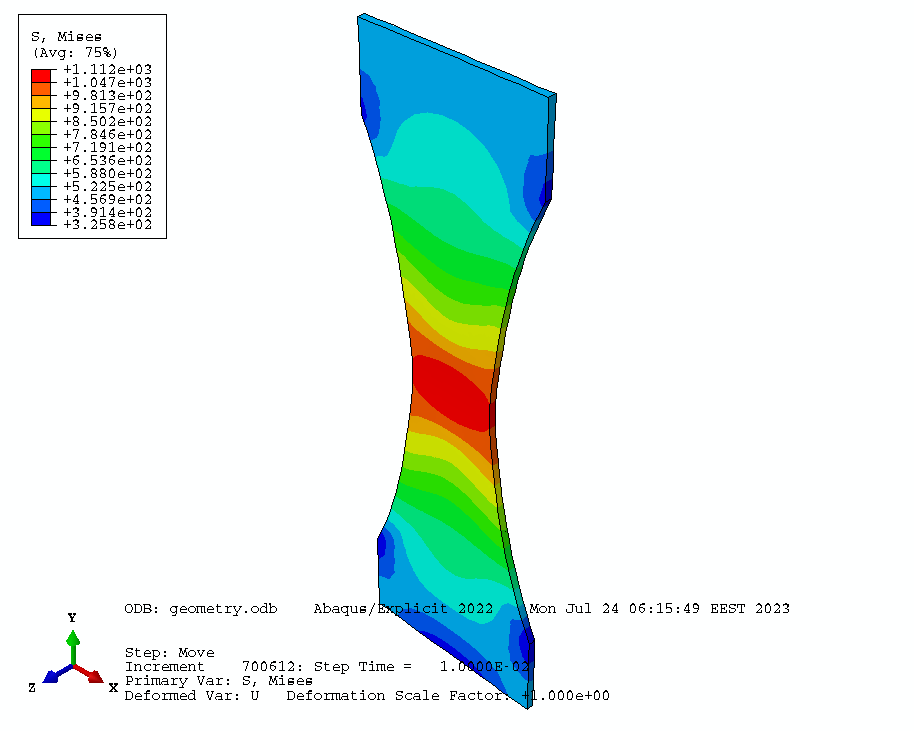 S, Mises
(Avg: 75%)
+1.112e+03
+1.047e+03
+9.813e+02
+9.157e+02
+8.502e+02
+7.846e+02
+7.191e+02
+6.536e+02
+5.880e+02
+5.225e+02
+4.569e+02
+3.914e+02
+3.258e+02
ODB: geometry.odb Abaqus/Explicit 2022 Mon Jul 24 06:15:49 EEST 2023
Y
Z
X
Step: Move
Increment 700612: Step Time = 1.0000E-02
Primary Var: S, Mises
Deformed Var: U Deformation Scale Factor: +1.000e+00